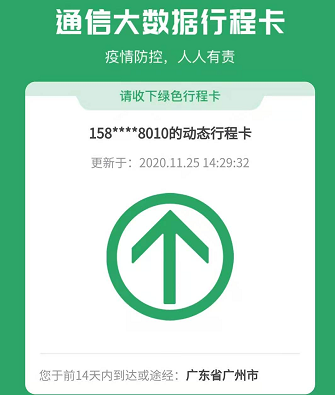 通信大数据行程卡
疫情防控，人人有责
请收下绿色行程卡
158****8010的动态行程卡
更新于：2020.11.25 14:29:32
您于前14天内到达或途经：广东省广州市